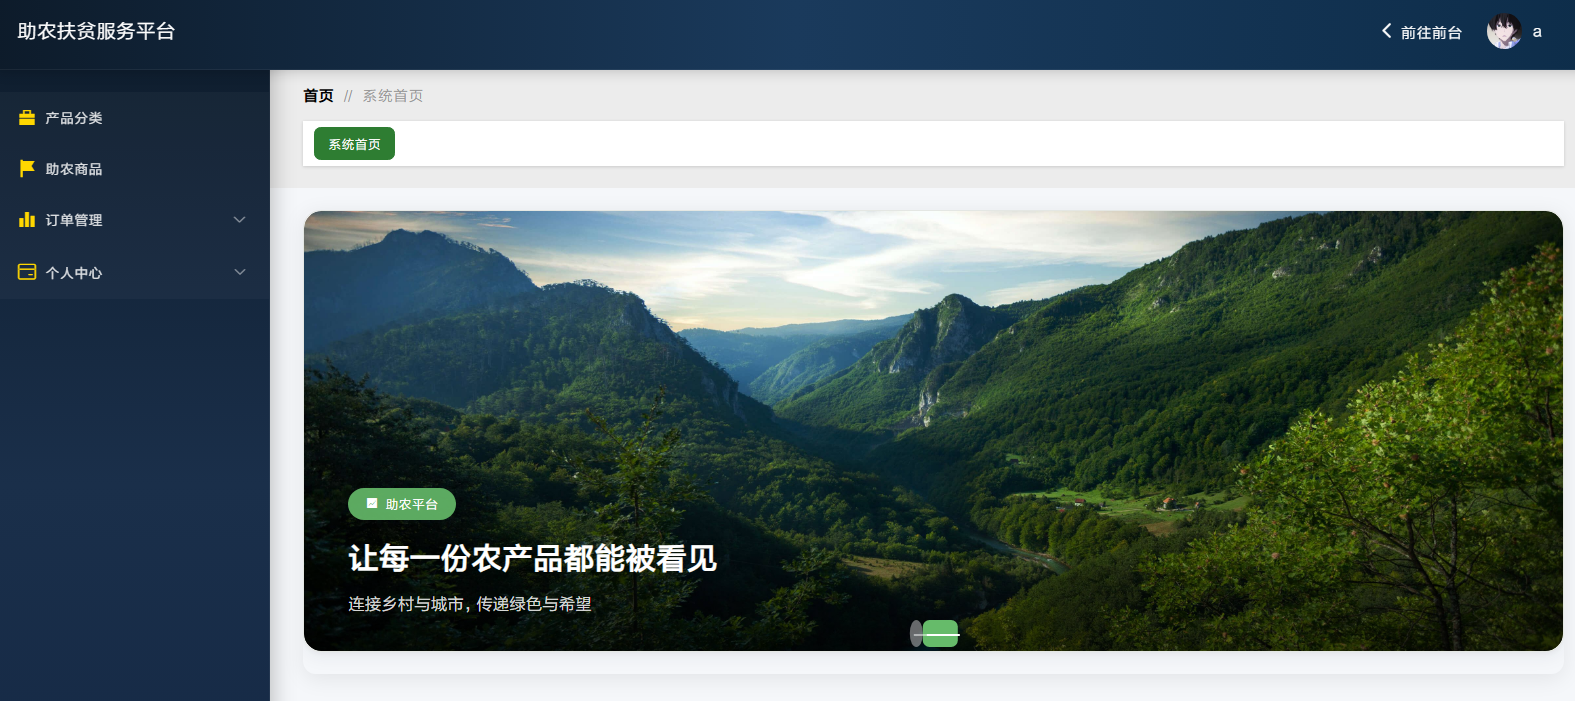 助农扶贫服务平台
前往前台
a
产品分类
助农商品
订单管理
个人中心
首页 // 系统首页
系统首页
助农平台
让每一份农产品都能被看见
连接乡村与城市，传递绿色与希望